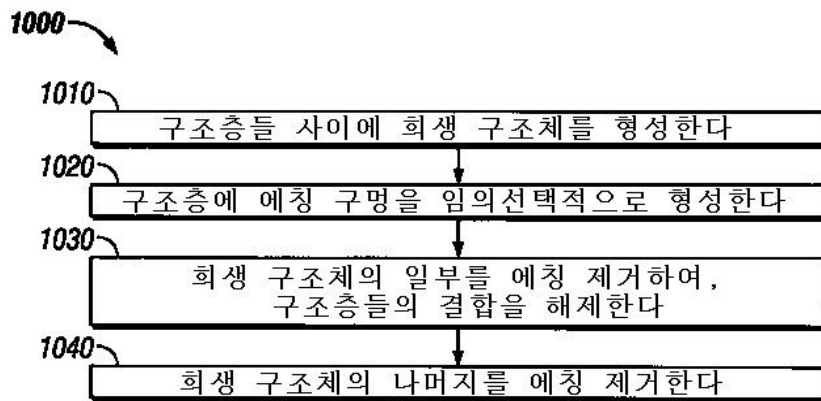 1000
1010
구조층들 사이에 희생 구조체를 형성한다
1020
구조층에 에칭 구멍을 임의선택적으로 형성한다
1030
희생 구조체의 일부를 에칭 제거하여,
구조층들의 결합을 해제한다
1040
희생 구조체의 나머지를 에칭 제거한다